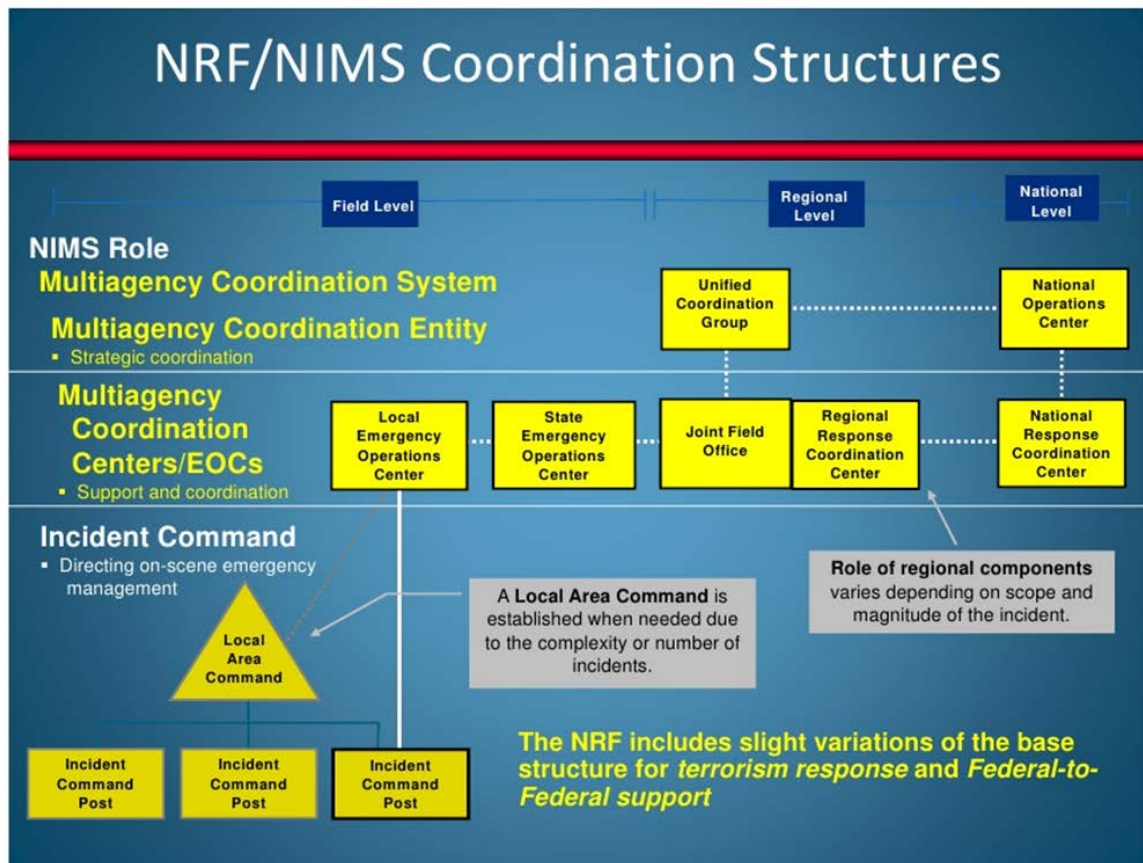 NRF/NIMS Coordination Structures
Field Level
Regional
Level
National
Level
NIMS Role
Multiagency Coordination System
Multiagency Coordination Entity
▪ Strategic coordination
Unified
Coordination
Group
National
Operations
Center
Multiagency
Coordination
Centers/EOCs
▪ Support and coordination
Local
Emergency
Operations
Center
State
Emergency
Operations
Center
Joint Field
Office
Regional
Response
Coordination
Center
National
Response
Coordination
Center
Incident Command
▪ Directing on-scene emergency
management
Local
Area
Command
A Local Area Command is
established when needed due
to the complexity or number of
incidents.
Role of regional components
varies depending on scope and
magnitude of the incident.
Incident
Command
Post
Incident
Command
Post
Incident
Command
Post
The NRF includes slight variations of the base
structure for terrorism response and Federal-to-
Federal support